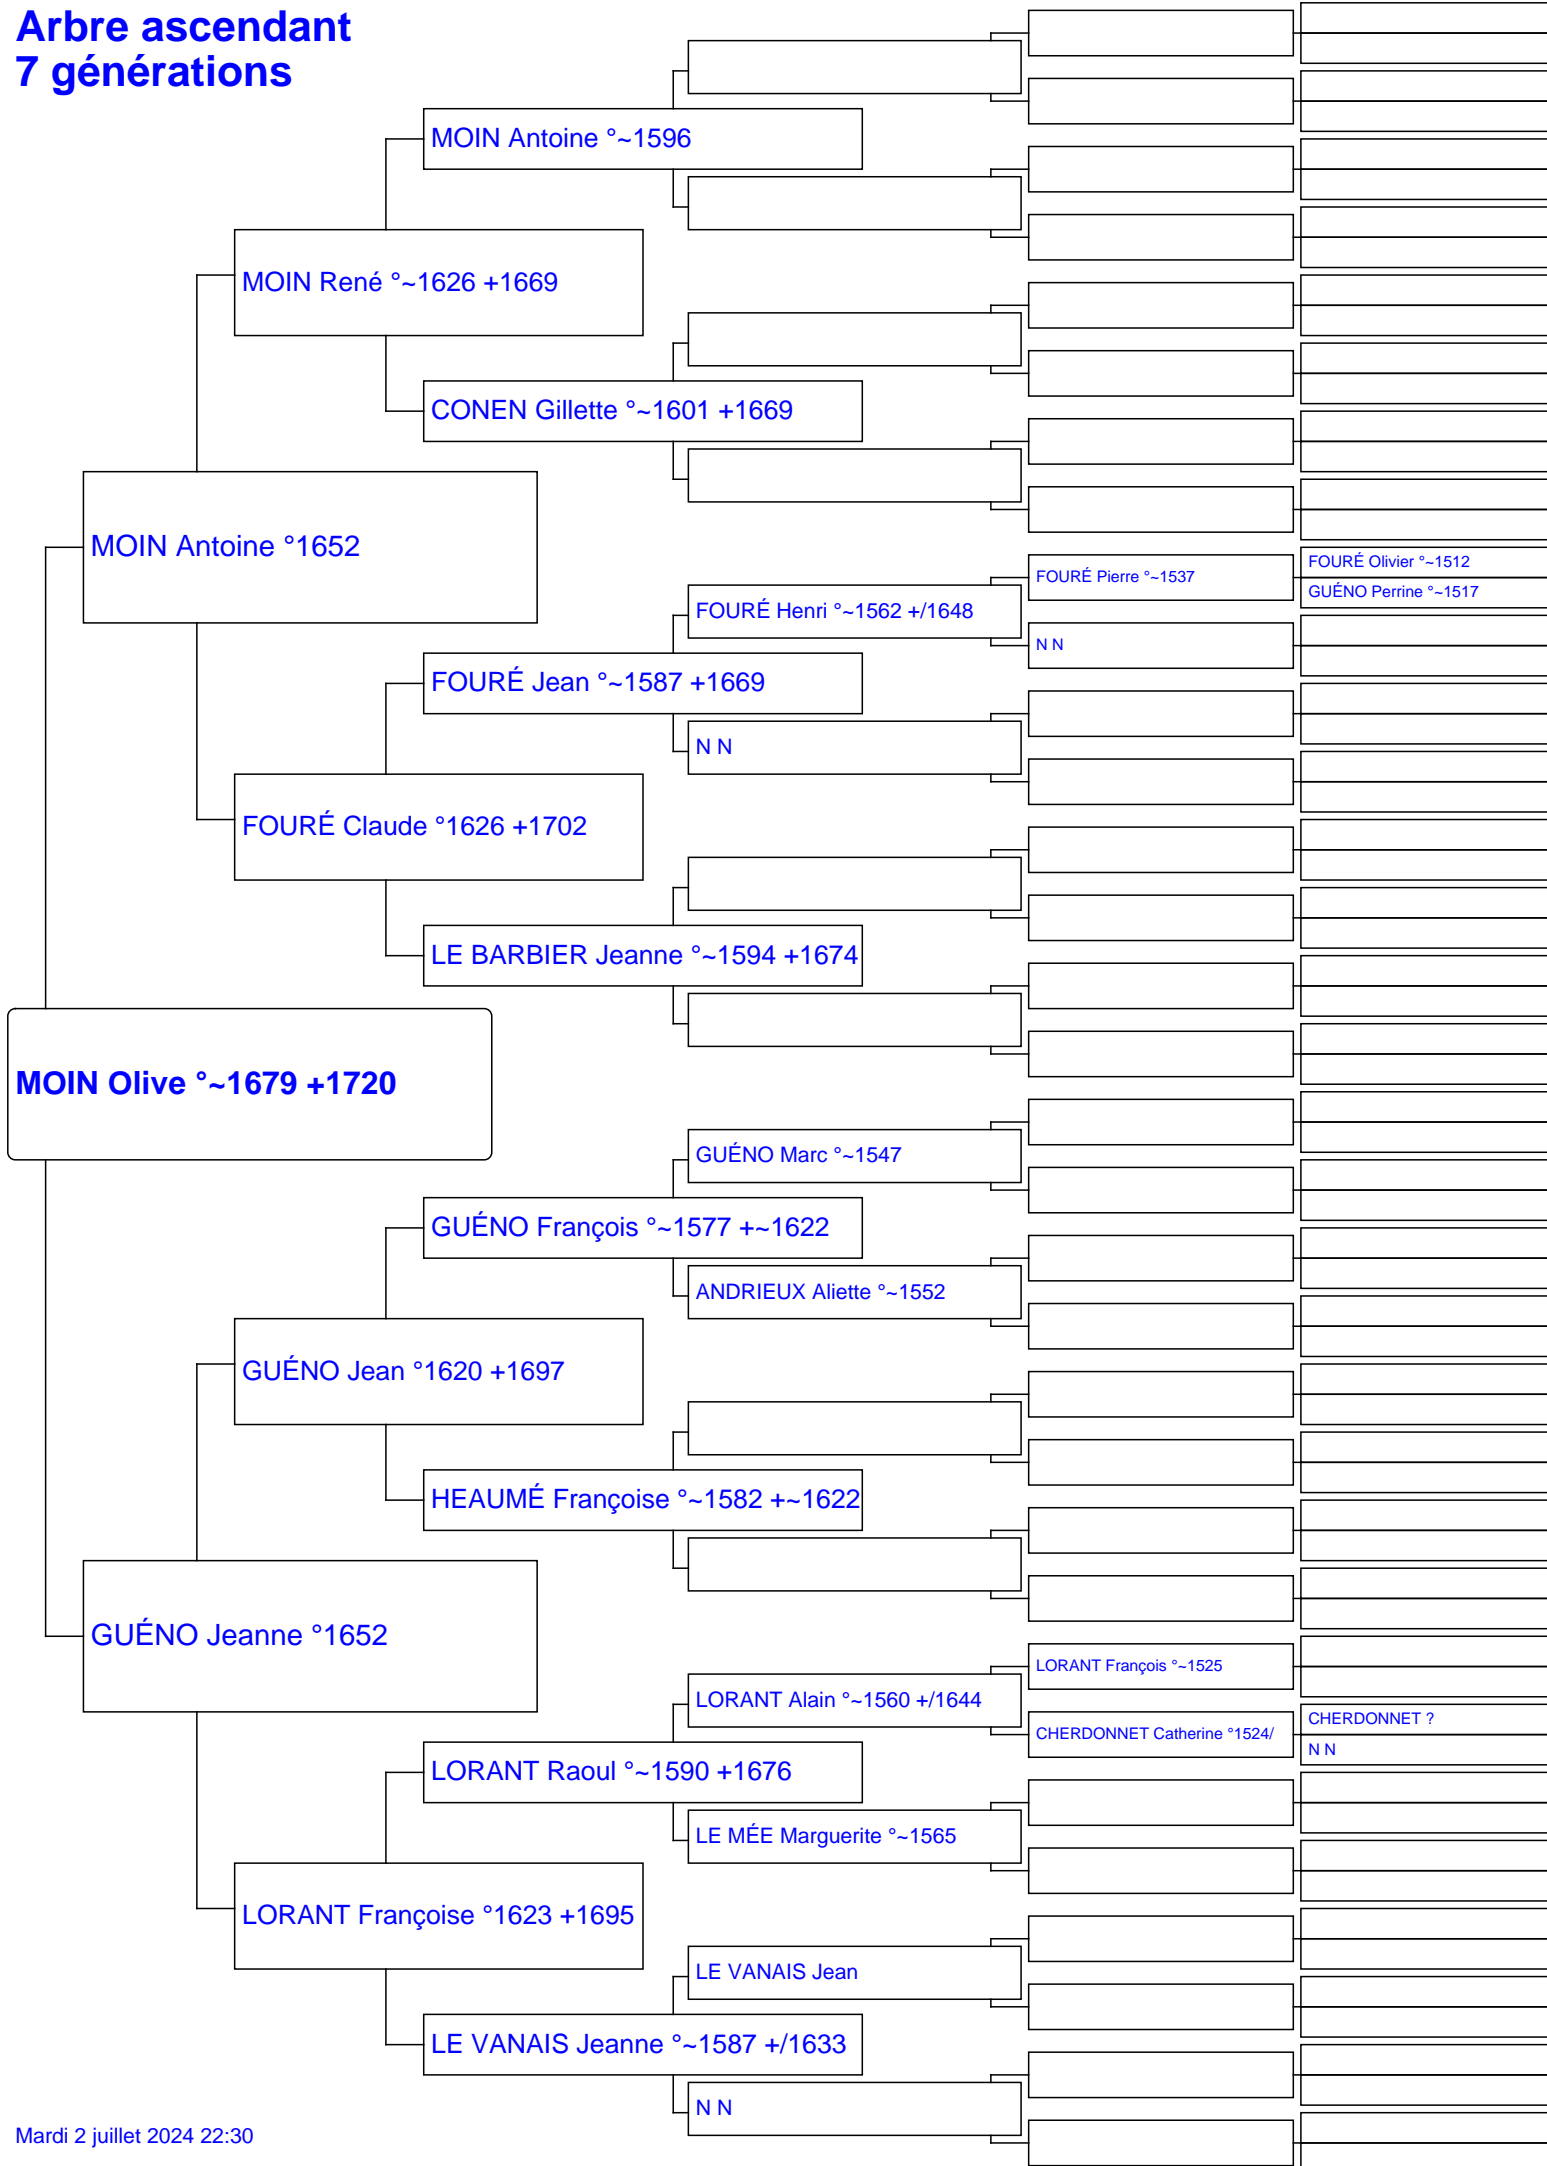 Arbre ascendant
7 générations
MOIN Antoine °~1596
MOIN René °~1626 +1669
CONEN Gillette °~1601 +1669
MOIN Antoine °1652
FOURÉ Olivier °~1512
FOURÉ Pierre °~1537
GUÉNO Perrine °~1517
FOURÉ Henri °~1562 +/1648
N N
FOURÉ Jean °~1587 +1669
N N
FOURÉ Claude °1626 +1702
LE BARBIER Jeanne °~1594 +1674
MOIN Olive °~1679 +1720
GUÉNO Marc °~1547
GUÉNO François °~1577 +~1622
ANDRIEUX Aliette °~1552
GUÉNO Jean °1620 +1697
HEAUMÉ Françoise °~1582 +~1622
GUÉNO Jeanne °1652
LORANT François °~1525
LORANT Alain °~1560 +/1644
CHERDONNET ?
CHERDONNET Catherine °1524/
N N
LORANT Raoul °~1590 +1676
LE MÉE Marguerite °~1565
LORANT Françoise °1623 +1695
LE VANAIS Jean
LE VANAIS Jeanne °~1587 +/1633
N N
Mardi 2 juillet 2024 22:30